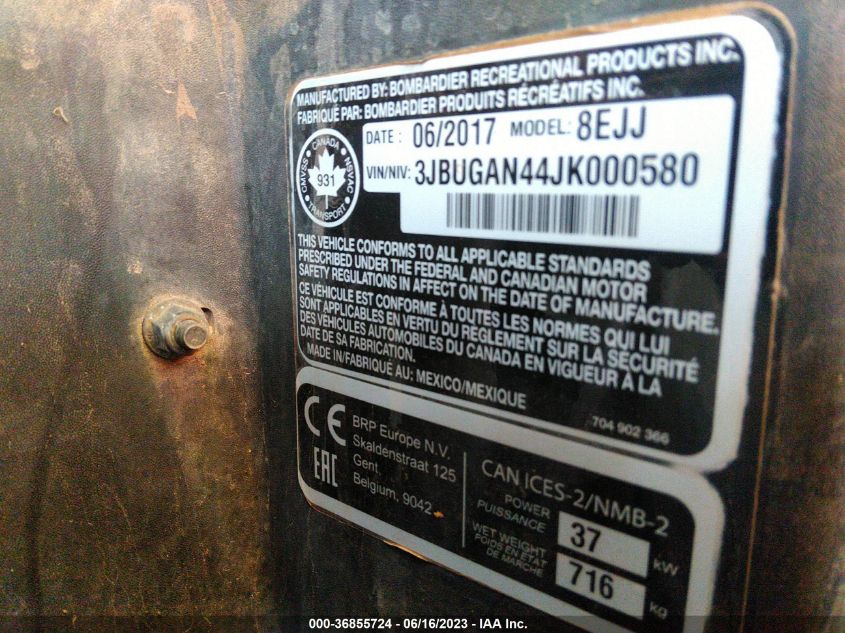 MANUFACTURED BY: BOMBARDIER RECREATIONAL PRODUCTS INC.
FABRIQUÉ PAR: BOMBARDIER PRODUITS RÉCRÉATIFS INC.
DATE : 06/2017 MODEL: 8EJJ
VIN/NIV: 3JBUGAN44JK000580
CANADA
CMVSS
NSVAC
931
TRANSPORT
THIS VEHICLE CONFORMS TO ALL APPLICABLE STANDARDS
PRESCRIBED UNDER THE FEDERAL AND CANADIAN MOTOR
SAFETY REGULATIONS IN AFFECT ON THE DATE OF MANUFACTURE.
CE VÉHICULE EST CONFORME À TOUTES LES NORMES QUI LUI
SONT APPLICABLES EN VERTU DU RÈGLEMENT SUR LA SÉCURITÉ
DES VÉHICULES AUTOMOBILES DU CANADA EN VIGUEUR À LA
DATE DE SA FABRICATION.
MADE IN/FABRIQUÉ AU: MEXICO/MEXIQUE
704 902 366
CE
EAC
BRP Europe N.V.
Skaldenstraat 125
Gent,
Belgium, 9042
CAN ICES-2/NMB-2
POWER
PUISSANCE
37 kW
WET WEIGHT
POIDS EN ÉTAT
DE MARCHE
716 kg
000-36855724 - 06/16/2023 - IAA Inc.